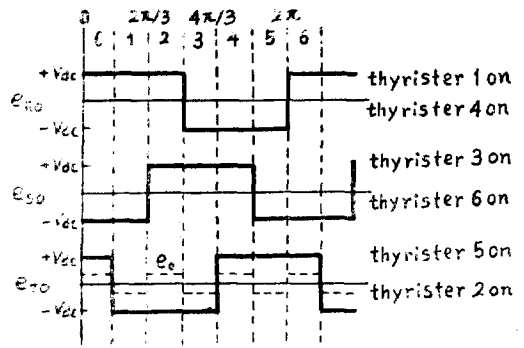 0 2π/3 4π/3 2π
0 1 2 3 4 5 6
+Vdc thyrister 1 on
eRO
-Vdc thyrister 4 on
+Vdc thyrister 3 on
eSO
-Vdc thyrister 6 on
+Vdc eo thyrister 5 on
eTO
-Vdc thyrister 2 on